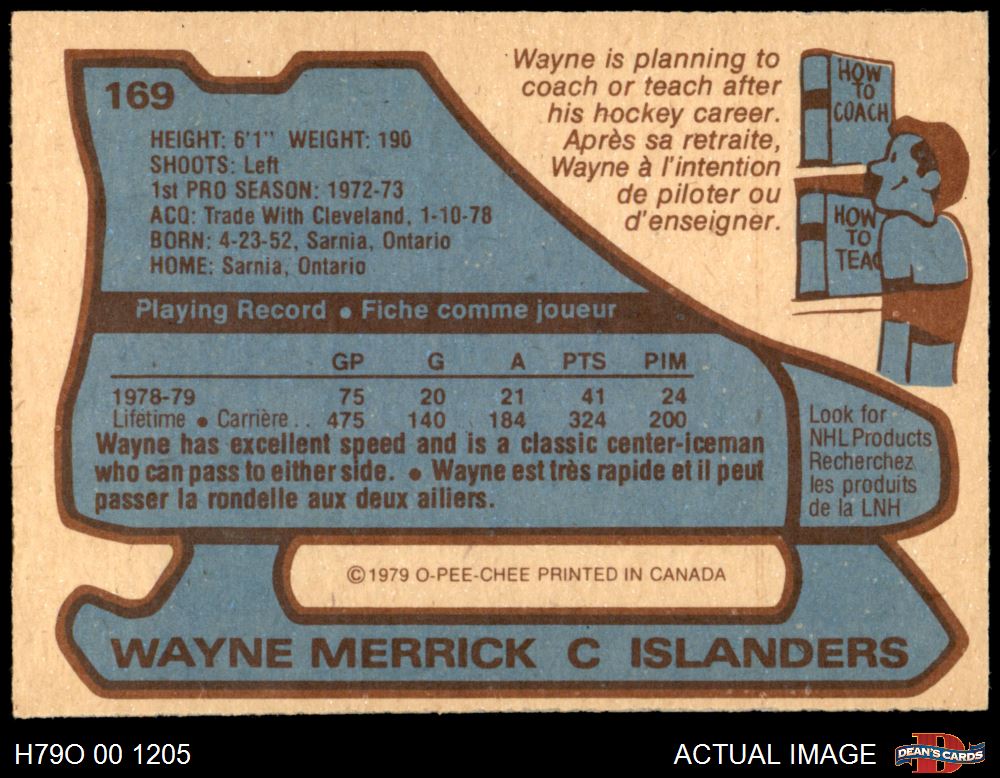 169
HEIGHT: 6'1" WEIGHT: 190
SHOOTS: Left
1st PRO SEASON: 1972-73
ACQ: Trade With Cleveland, 1-10-78
BORN: 4-23-52, Sarnia, Ontario
HOME: Sarnia, Ontario
Wayne is planning to
coach or teach after
his hockey career.
Après sa retraite,
Wayne à l'intention
de piloter ou
d'enseigner.
HOW
TO
COACH
HOW
TO
TEAC
Playing Record • Fiche comme joueur
GP G A PTS PIM
1978-79 75 20 21 41 24
Lifetime • Carrière . . 475 140 184 324 200
Wayne has excellent speed and is a classic center-iceman
who can pass to either side. • Wayne est très rapide et il peut
passer la rondelle aux deux ailiers.
Look for
NHL Products
Recherchez
les produits
de la LNH
© 1979 O-PEE-CHEE PRINTED IN CANADA
WAYNE MERRICK C ISLANDERS
H79O 00 1205
ACTUAL IMAGE
D
DEAN'S CARDS